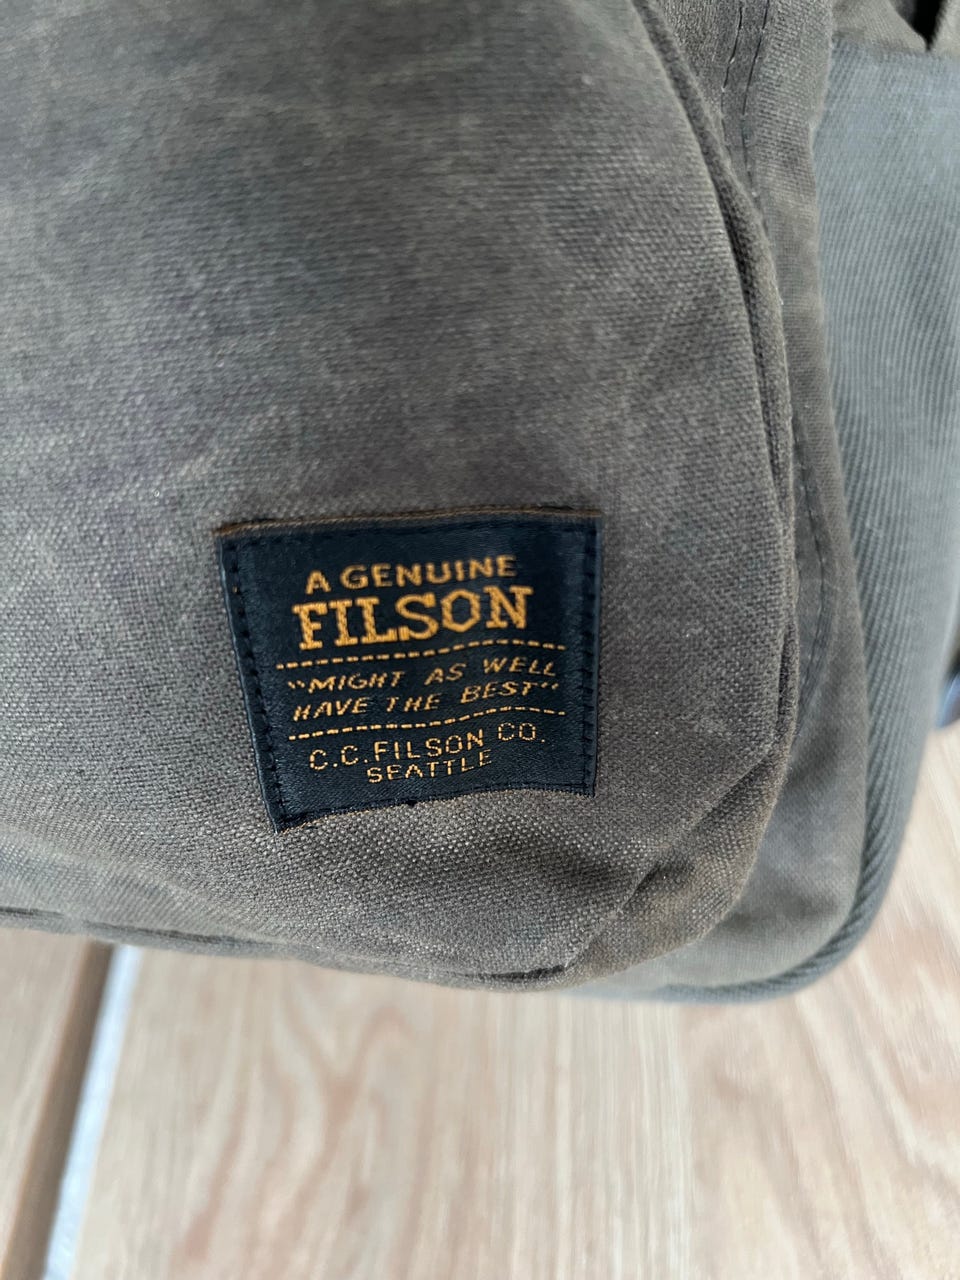 A GENUINE
FILSON
"MIGHT AS WELL
HAVE THE BEST"
C.C. FILSON CO.
SEATTLE